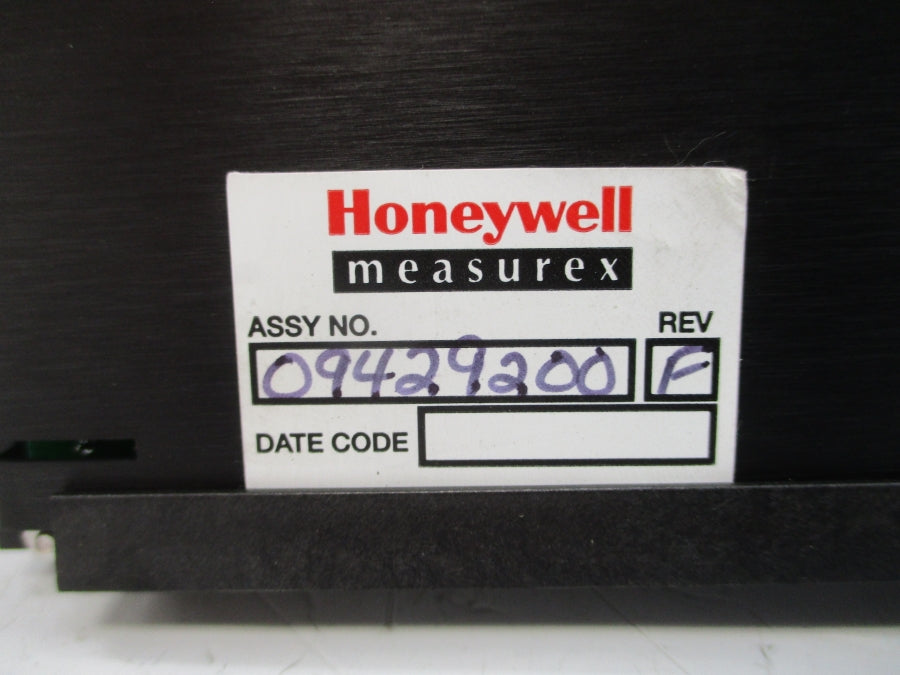 Honeywell
measurex
ASSY NO. REV
09429200 F
DATE CODE